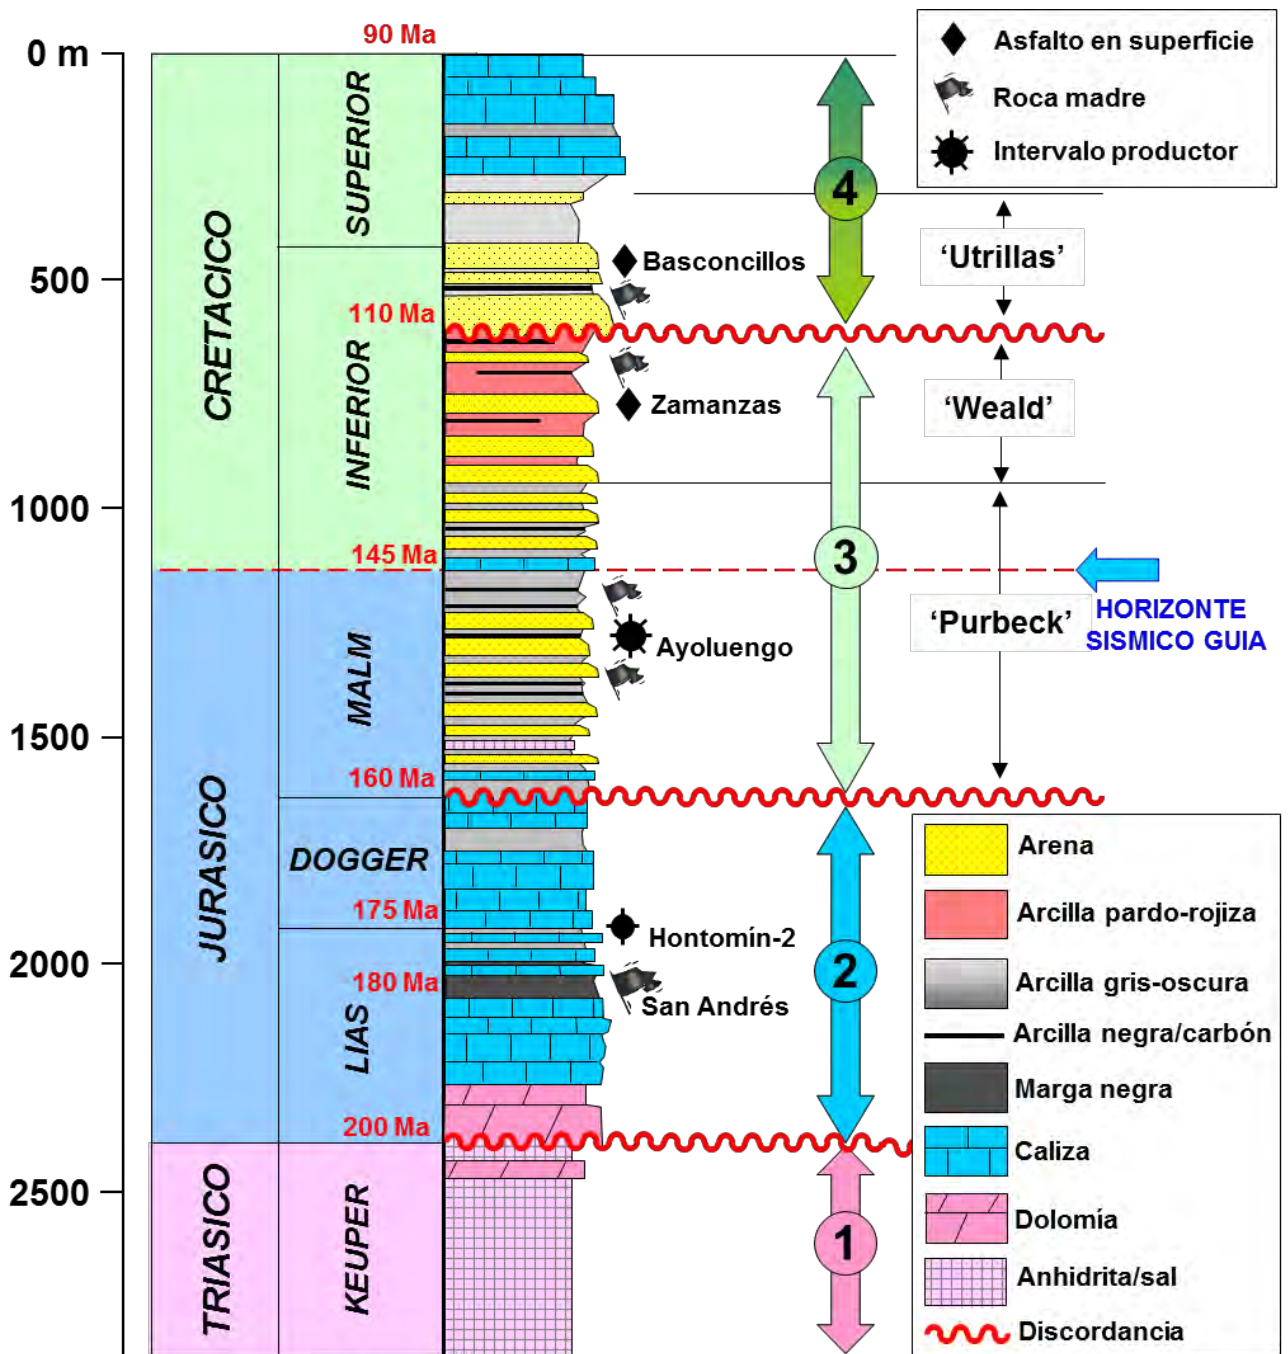 0 m
500
1000
1500
2000
2500
CRETACICO
JURASICO
TRIASICO
SUPERIOR
INFERIOR
MALM
DOGGER
LIAS
KEUPER
90 Ma
110 Ma
145 Ma
160 Ma
175 Ma
180 Ma
200 Ma
Basconcillos
Zamanzas
Ayoluengo
Hontomín-2
San Andrés
4
3
2
1
Asfalto en superficie
Roca madre
Intervalo productor
‘Utrillas’
‘Weald’
‘Purbeck’
HORIZONTE
SISMICO GUIA
Arena
Arcilla pardo-rojiza
Arcilla gris-oscura
Arcilla negra/carbón
Marga negra
Caliza
Dolomía
Anhidrita/sal
Discordancia